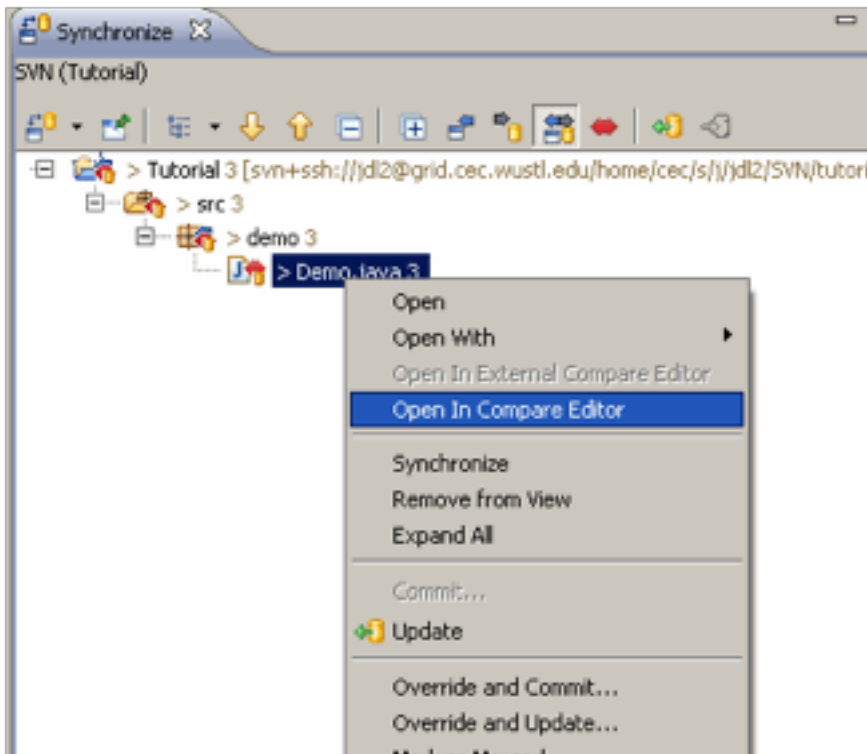 Synchronize
SVN (Tutorial)
> Tutorial 3 [svn+ssh://jdl2@grid.cec.wustl.edu/home/cec/s/j/jdl2/SVN/tutori
> src 3
> demo 3
> Demo.java 3
Open
Open With
Open In External Compare Editor
Open In Compare Editor
Synchronize
Remove from View
Expand All
Commit...
Update
Override and Commit...
Override and Update...